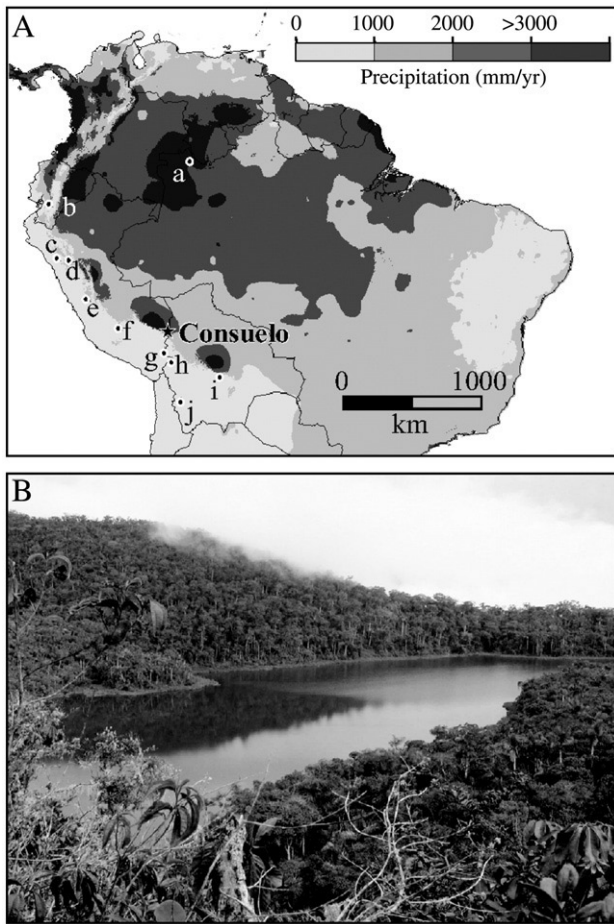 A
0 1000 2000 >3000
Precipitation (mm/yr)
a
b
c
d
e
f
Consuelo
g
h
i
j
0 1000
km
B